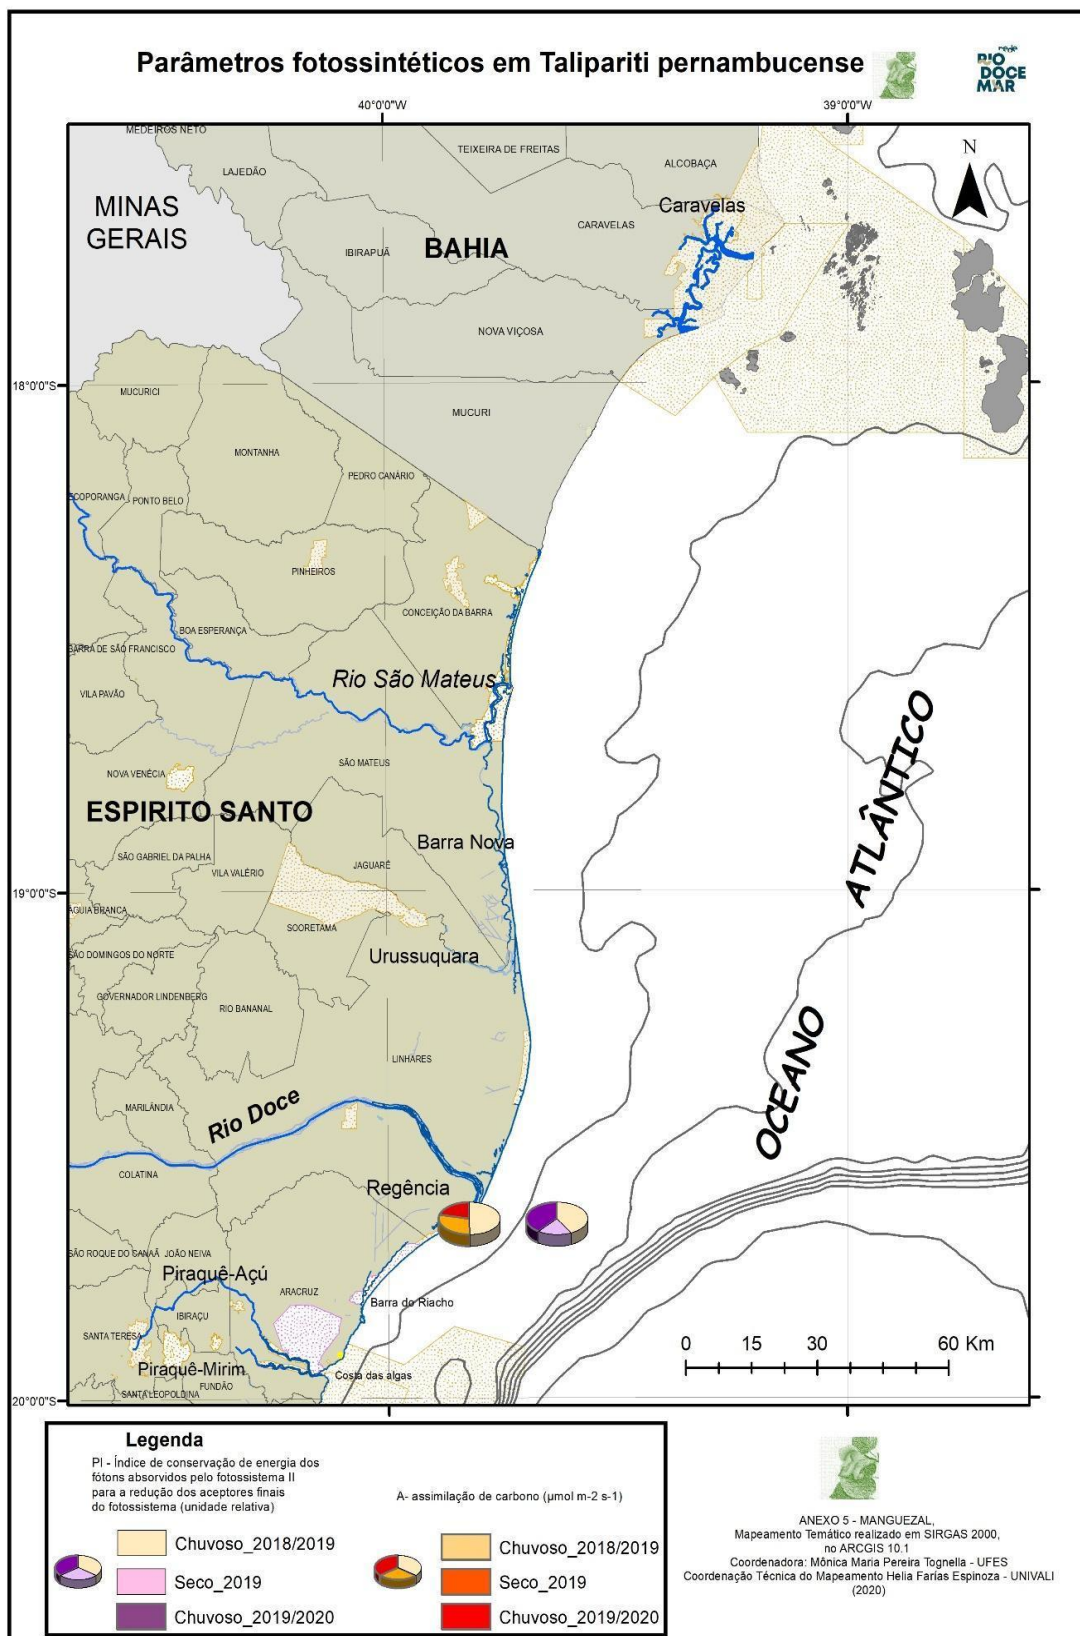 Parâmetros fotossintéticos em Talipariti pernambucense
rede
RIO
DOCE
MAR
40°0'0"W
39°0'0"W
MEDEIROS NETO
TEIXEIRA DE FREITAS
ALCOBAÇA
LAJEDÃO
N
MINAS
GERAIS
Caravelas
CARAVELAS
BAHIA
IBIRAPUÃ
NOVA VIÇOSA
18°0'0"S
MUCURICI
MUCURI
MONTANHA
PEDRO CANÁRIO
ECOPORANGA
PONTO BELO
PINHEIROS
CONCEIÇÃO DA BARRA
BOA ESPERANÇA
BARRA DE SÃO FRANCISCO
Rio São Mateus
VILA PAVÃO
SÃO MATEUS
NOVA VENÉCIA
ESPIRITO SANTO
Barra Nova
SÃO GABRIEL DA PALHA
JAGUARÉ
VILA VALÉRIO
19°0'0"S
ÁGUIA BRANCA
SOORETAMA
SÃO DOMINGOS DO NORTE
Urussuquara
GOVERNADOR LINDENBERG
RIO BANANAL
LINHARES
OCEANO ATLÂNTICO
MARILÂNDIA
Rio Doce
COLATINA
Regência
SÃO ROQUE DO CANAÃ
JOÃO NEIVA
Piraquê-Açú
ARACRUZ
Barra do Riacho
IBIRAÇU
SANTA TERESA
Piraquê-Mirim
Costa das algas
FUNDÃO
SANTA LEOPOLDINA
20°0'0"S
0 15 30 60 Km
Legenda
PI - Índice de conservação de energia dos
fótons absorvidos pelo fotossistema II
para a redução dos aceptores finais
do fotossistema (unidade relativa)
Chuvoso_2018/2019
Seco_2019
Chuvoso_2019/2020
A- assimilação de carbono (µmol m-2 s-1)
Chuvoso_2018/2019
Seco_2019
Chuvoso_2019/2020
ANEXO 5 - MANGUEZAL,
Mapeamento Temático realizado em SIRGAS 2000,
no ARCGIS 10.1
Coordenadora: Mônica Maria Pereira Tognella - UFES
Coordenação Técnica do Mapeamento Helia Farías Espinoza - UNIVALI
(2020)